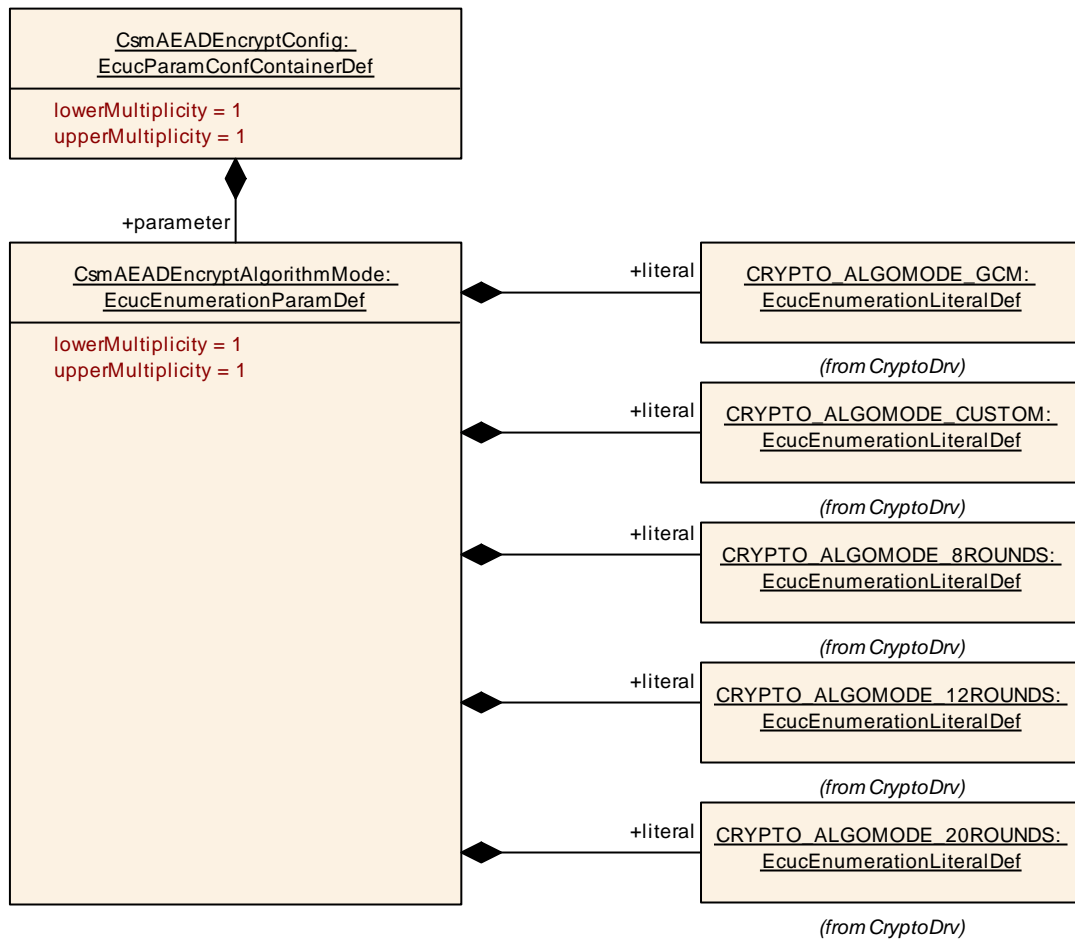 CsmAEADEncryptConfig:
EcucParamConfContainerDef
lowerMultiplicity = 1
upperMultiplicity = 1
+parameter
CsmAEADEncryptAlgorithmMode:
EcucEnumerationParamDef
lowerMultiplicity = 1
upperMultiplicity = 1
+literal
CRYPTO_ALGOMODE_GCM:
EcucEnumerationLiteralDef
(from CryptoDrv)
+literal
CRYPTO_ALGOMODE_CUSTOM:
EcucEnumerationLiteralDef
(from CryptoDrv)
+literal
CRYPTO_ALGOMODE_8ROUNDS:
EcucEnumerationLiteralDef
(from CryptoDrv)
+literal
CRYPTO_ALGOMODE_12ROUNDS:
EcucEnumerationLiteralDef
(from CryptoDrv)
+literal
CRYPTO_ALGOMODE_20ROUNDS:
EcucEnumerationLiteralDef
(from CryptoDrv)